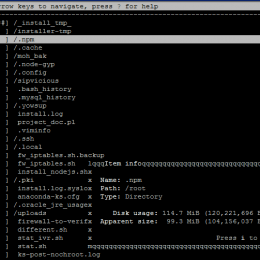 rrow keys to navigate, press ? for help
#] /_install_tmp_
] /installer-tmp
] /.npm
] /.cache
] /moh_bak
] /.node-gyp
] /.config
] /sipvicious
] .bash_history
] .mysql_history
] /.yowsup
] install.log
] project_doc.pl
] .viminfo
] /.ssh
] /.local
] fw_iptables.sh.backup
] fw_iptables.sh lqqqItem infoqqqqqqqqqqqqqqqqqqqqqqqqqqqq
] install_nodejs.shx
] /.pki x Name: .npm
] install.log.syslox Path: /root
] anaconda-ks.cfg x Type: Directory
] /.oracle_jre_usagex
] /uploads x Disk usage: 114.7 MiB (120,221,696 B
] firewall-to-verifx Apparent size: 99.3 MiB (104,156,037 B
] different.sh x
] stat_ivr.sh x Press i to
] stat.sh mqqqqqqqqqqqqqqqqqqqqqqqqqqqqqqqqqqqqqq
] ks-post-nochroot.log